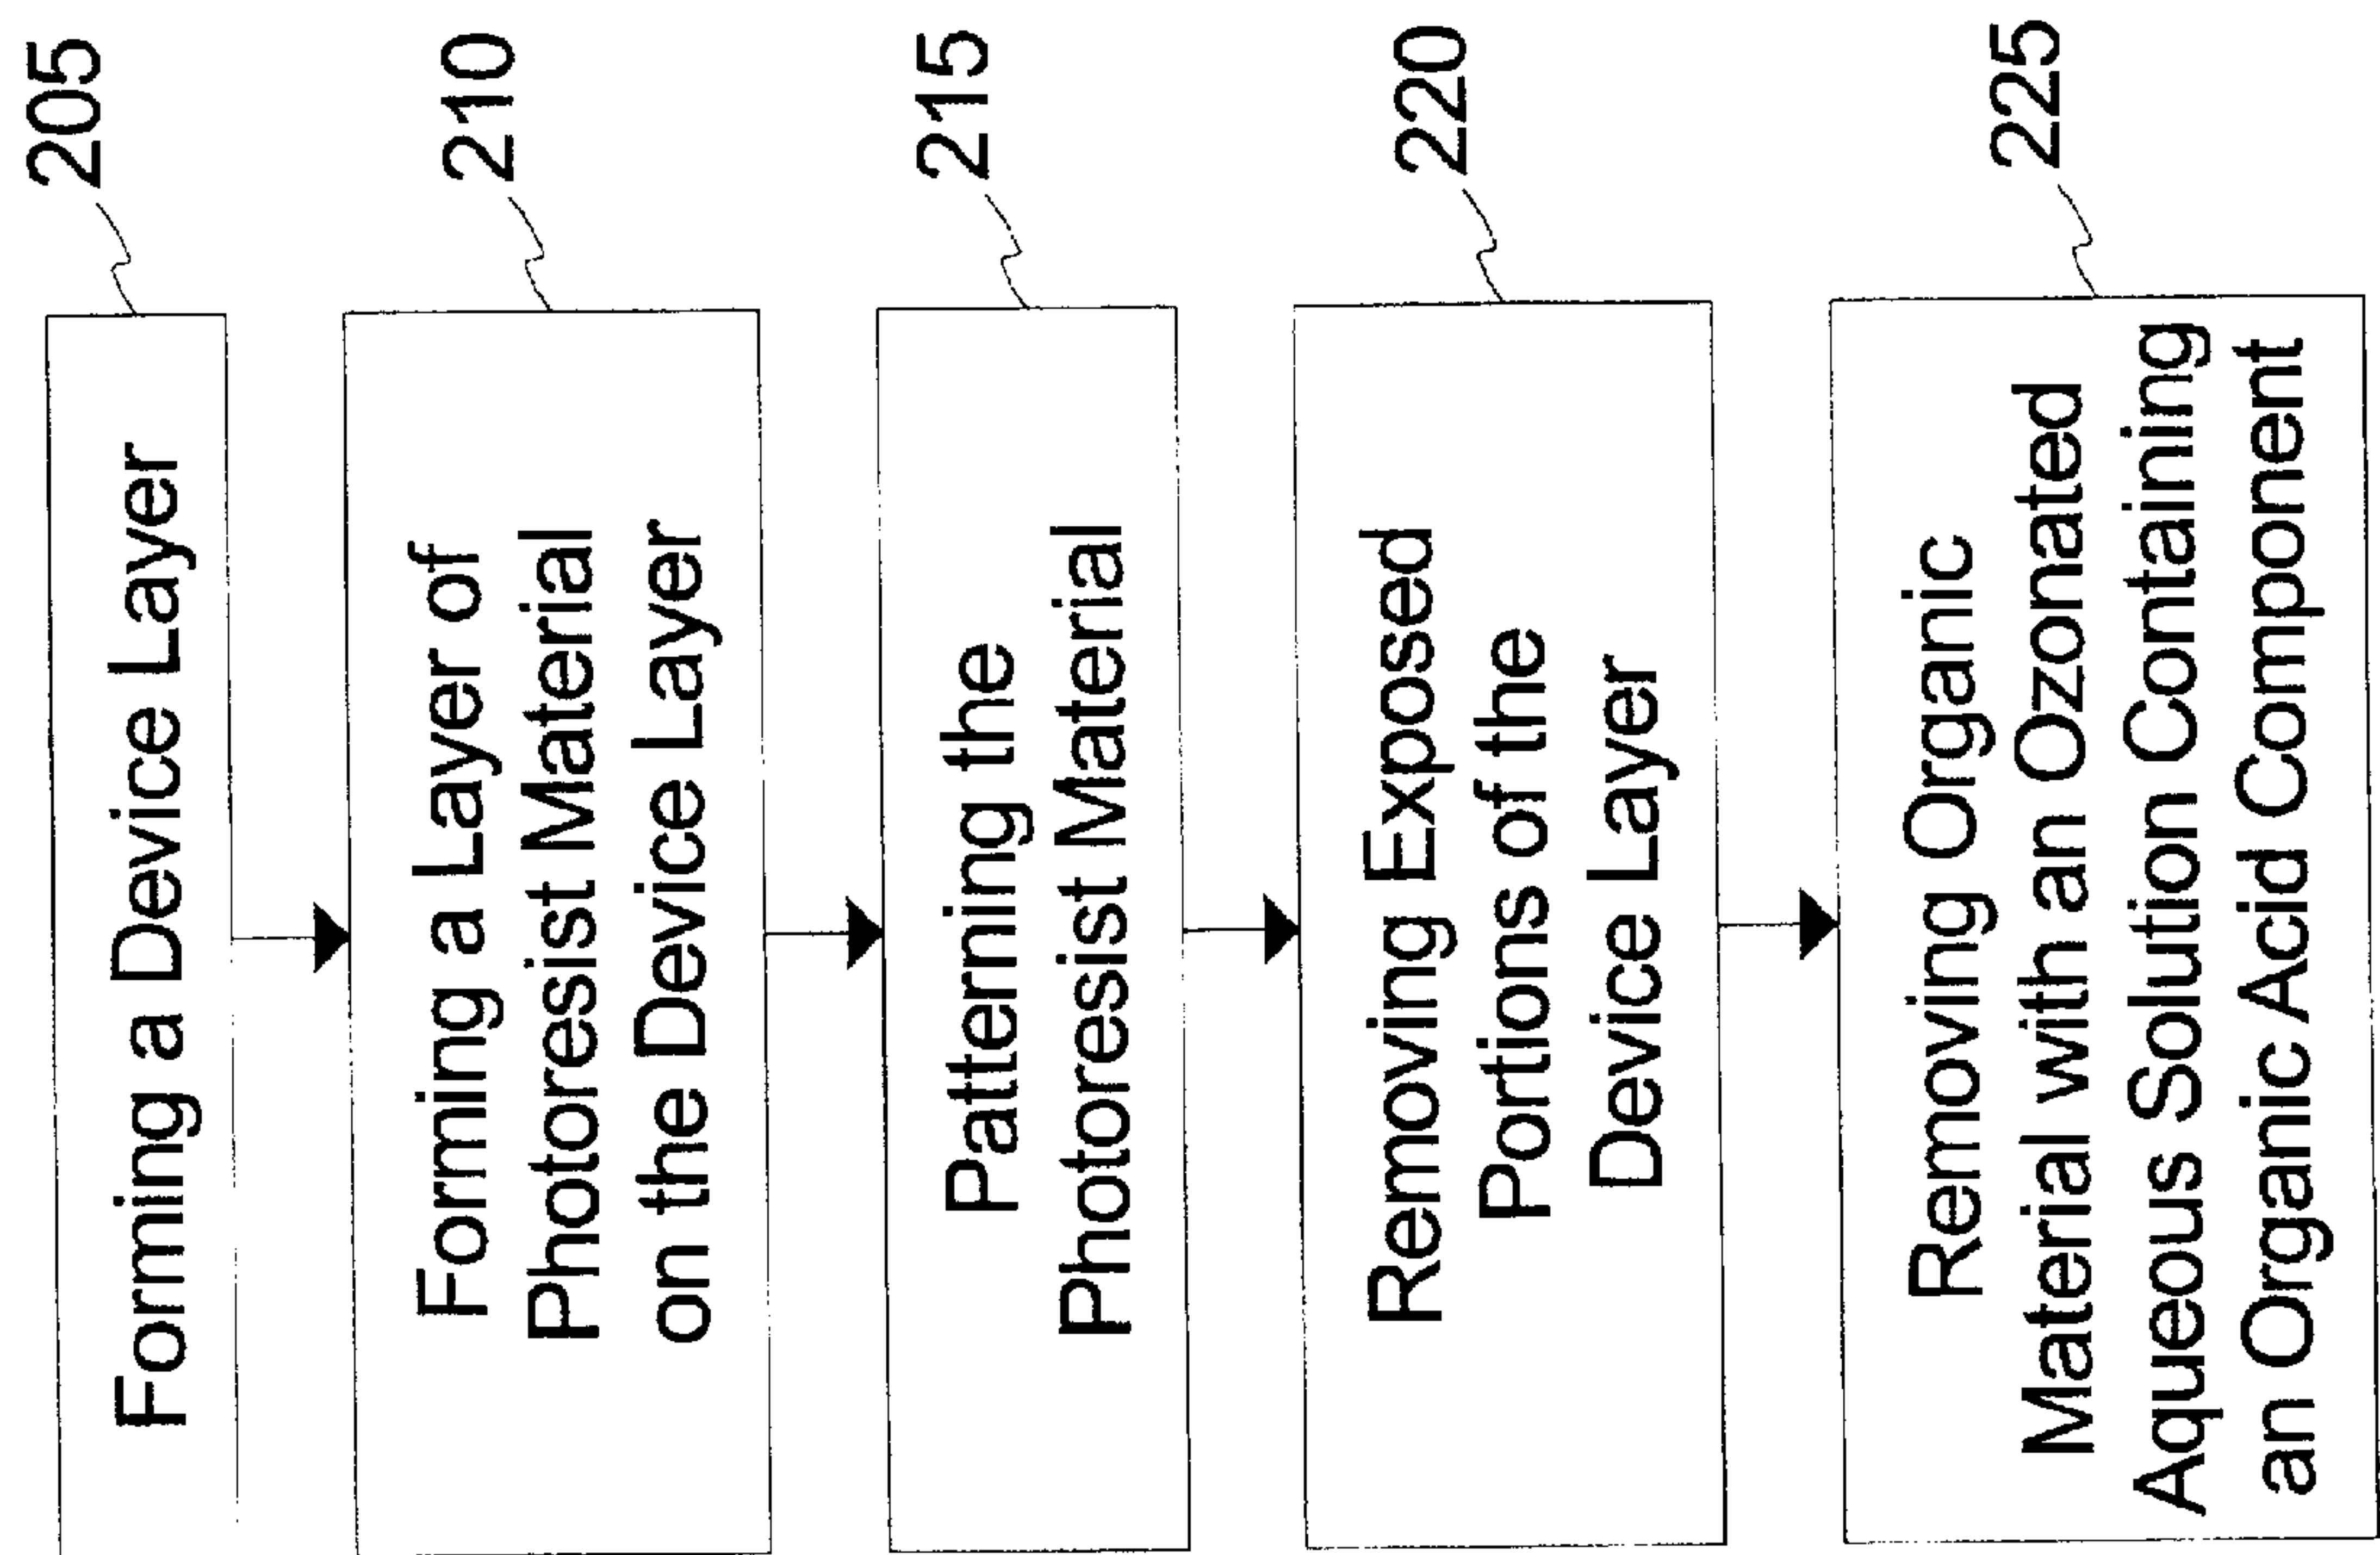 Forming a Device Layer
205
Forming a Layer of
Photoresist Material
on the Device Layer
210
Patterning the
Photoresist Material
215
Removing Exposed
Portions of the
Device Layer
220
Removing Organic
Material with an Ozonated
Aqueous Solution Containing
an Organic Acid Component
225